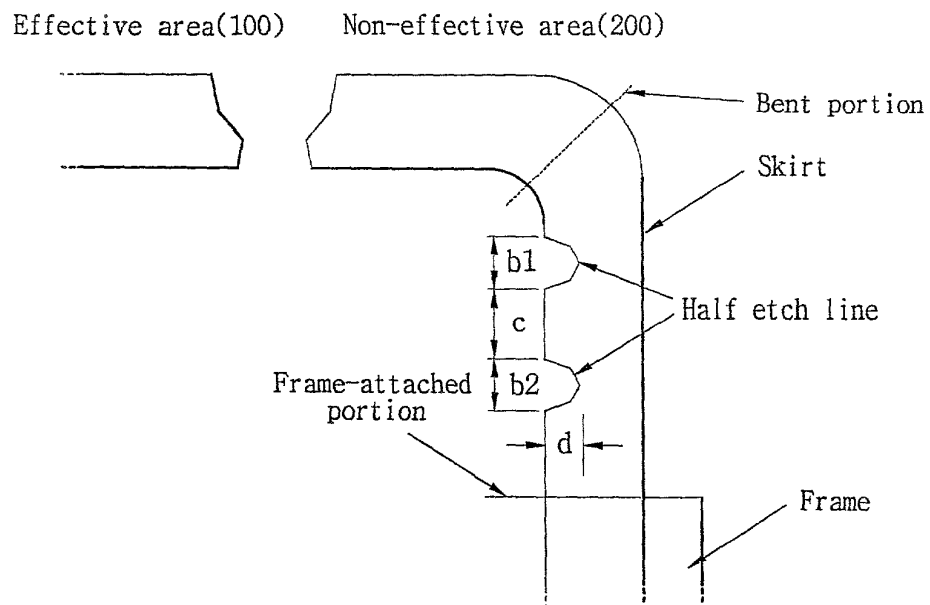 Effective area(100)
Non-effective area(200)
Bent portion
Skirt
b1
Half etch line
c
b2
Frame-attached
portion
d
Frame